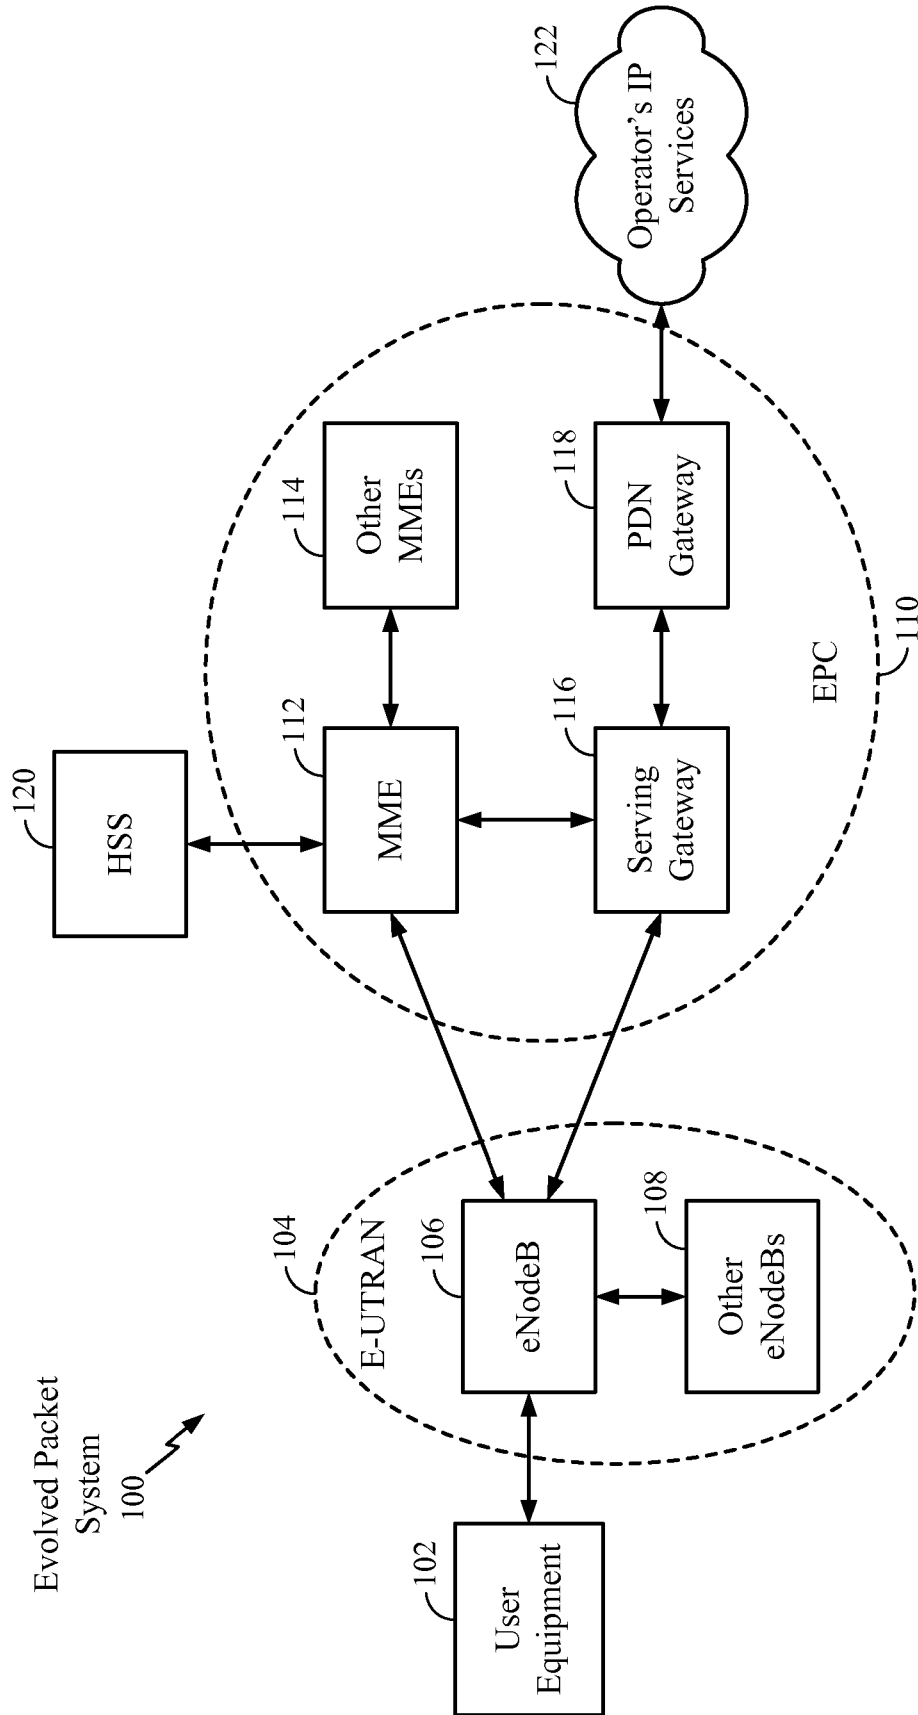 Evolved Packet
System
100
102
User
Equipment
104
E-UTRAN
106
eNodeB
108
Other
eNodeBs
120
HSS
112
MME
114
Other
MMEs
116
Serving
Gateway
118
PDN
Gateway
EPC
110
122
Operator's IP
Services